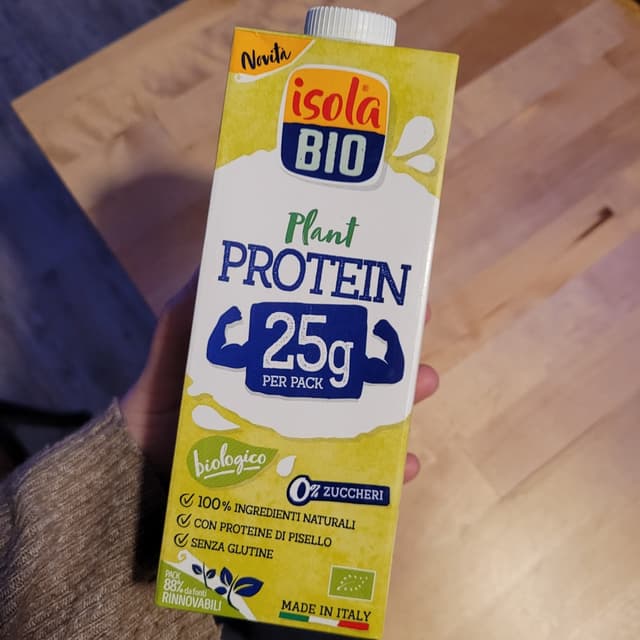 Novità
isola
BIO
Plant
PROTEIN
25g
PER PACK
biologico
0% ZUCCHERI
100% INGREDIENTI NATURALI
CON PROTEINE DI PISELLO
SENZA GLUTINE
PACK
88% da fonti
RINNOVABILI
MADE IN ITALY